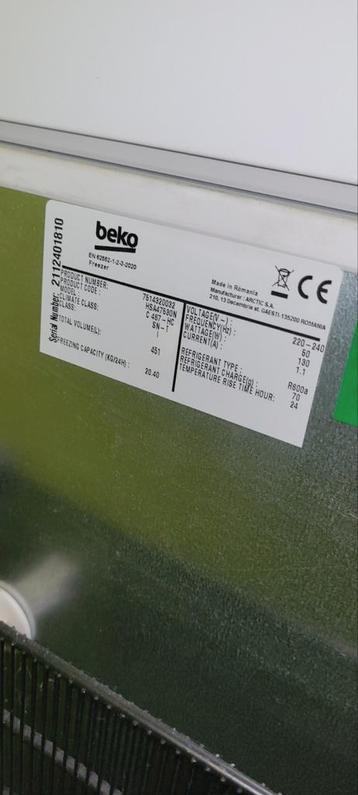 beko
EN 62552-1-2-3-2020
Freezer
Made in Romania
Manufacturer: ARCTIC S.A.
210, 13 Decembrie st. GAESTI-135200 ROMANIA
CE
Serial Number: 2112401810
PRODUCT NUMBER: 7514320032
PRODUCT CODE: HSA47530N
MODEL: C 467-HC
CLIMATE CLASS: SN-T
CLASS: I
TOTAL VOLUME(L): 451
FREEZING CAPACITY (KG/24H): 20.40
VOLTAGE(V~): 220-240
FREQUENCY(Hz): 50
WATTAGE(W): 130
CURRENT(A): 1.1
REFRIGERANT TYPE: R600a
REFRIGERANT CHARGE(g): 70
TEMPERATURE RISE TIME HOUR: 24